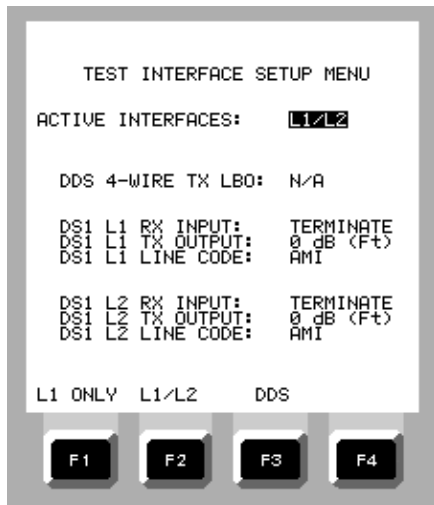 TEST INTERFACE SETUP MENU
ACTIVE INTERFACES: L1/L2
DDS 4-WIRE TX LBO: N/A
DS1 L1 RX INPUT: TERMINATE
DS1 L1 TX OUTPUT: 0 dB (Ft)
DS1 L1 LINE CODE: AMI
DS1 L2 RX INPUT: TERMINATE
DS1 L2 TX OUTPUT: 0 dB (Ft)
DS1 L2 LINE CODE: AMI
L1 ONLY L1/L2 DDS
F1 F2 F3 F4